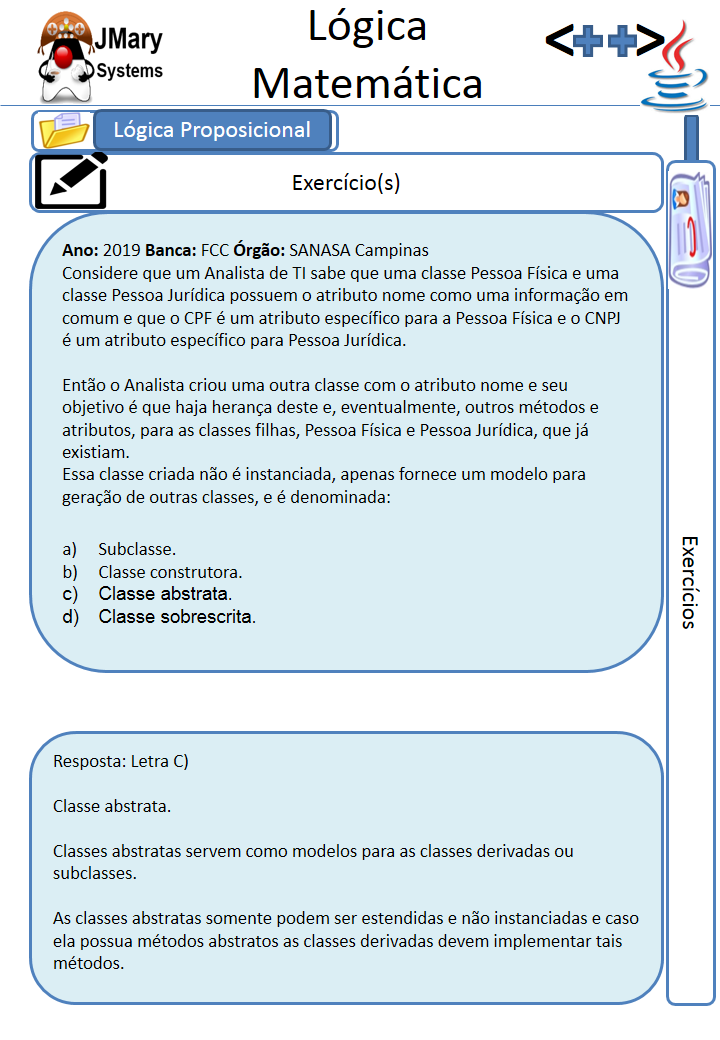 JMary
Systems
Lógica
Matemática
<++>
Lógica Proposicional
Exercício(s)
Ano: 2019 Banca: FCC Órgão: SANASA Campinas
Considere que um Analista de TI sabe que uma classe Pessoa Física e uma
classe Pessoa Jurídica possuem o atributo nome como uma informação em
comum e que o CPF é um atributo específico para a Pessoa Física e o CNPJ
é um atributo específico para Pessoa Jurídica.
Então o Analista criou uma outra classe com o atributo nome e seu
objetivo é que haja herança deste e, eventualmente, outros métodos e
atributos, para as classes filhas, Pessoa Física e Pessoa Jurídica, que já
existiam.
Essa classe criada não é instanciada, apenas fornece um modelo para
geração de outras classes, e é denominada:
a) Subclasse.
b) Classe construtora.
c) Classe abstrata.
d) Classe sobrescrita.
Exercícios
Resposta: Letra C)
Classe abstrata.
Classes abstratas servem como modelos para as classes derivadas ou
subclasses.
As classes abstratas somente podem ser estendidas e não instanciadas e caso
ela possua métodos abstratos as classes derivadas devem implementar tais
métodos.